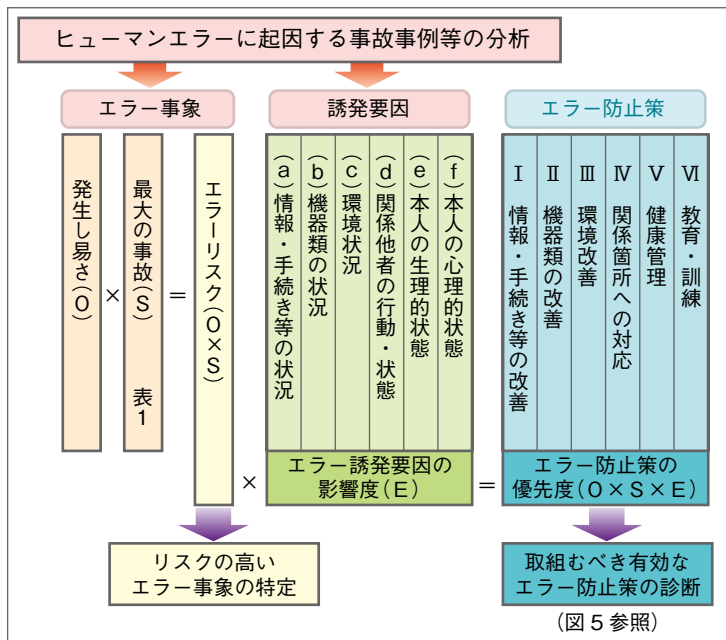 ヒューマンエラーに起因する事故事例等の分析
エラー事象
誘発要因
エラー防止策
発生し易さ(O)
×
最大の事故(S) 表1
=
エラーリスク(O×S)
(a)情報・手続き等の状況
(b)機器類の状況
(c)環境状況
(d)関係他者の行動・状態
(e)本人の生理的状態
(f)本人の心理的状態
Ⅰ 情報・手続き等の改善
Ⅱ 機器類の改善
Ⅲ 環境改善
Ⅳ 関係箇所への対応
Ⅴ 健康管理
Ⅵ 教育・訓練
×
エラー誘発要因の
影響度(E)
=
エラー防止策の
優先度(O×S×E)
リスクの高い
エラー事象の特定
取組むべき有効な
エラー防止策の診断
(図5参照)